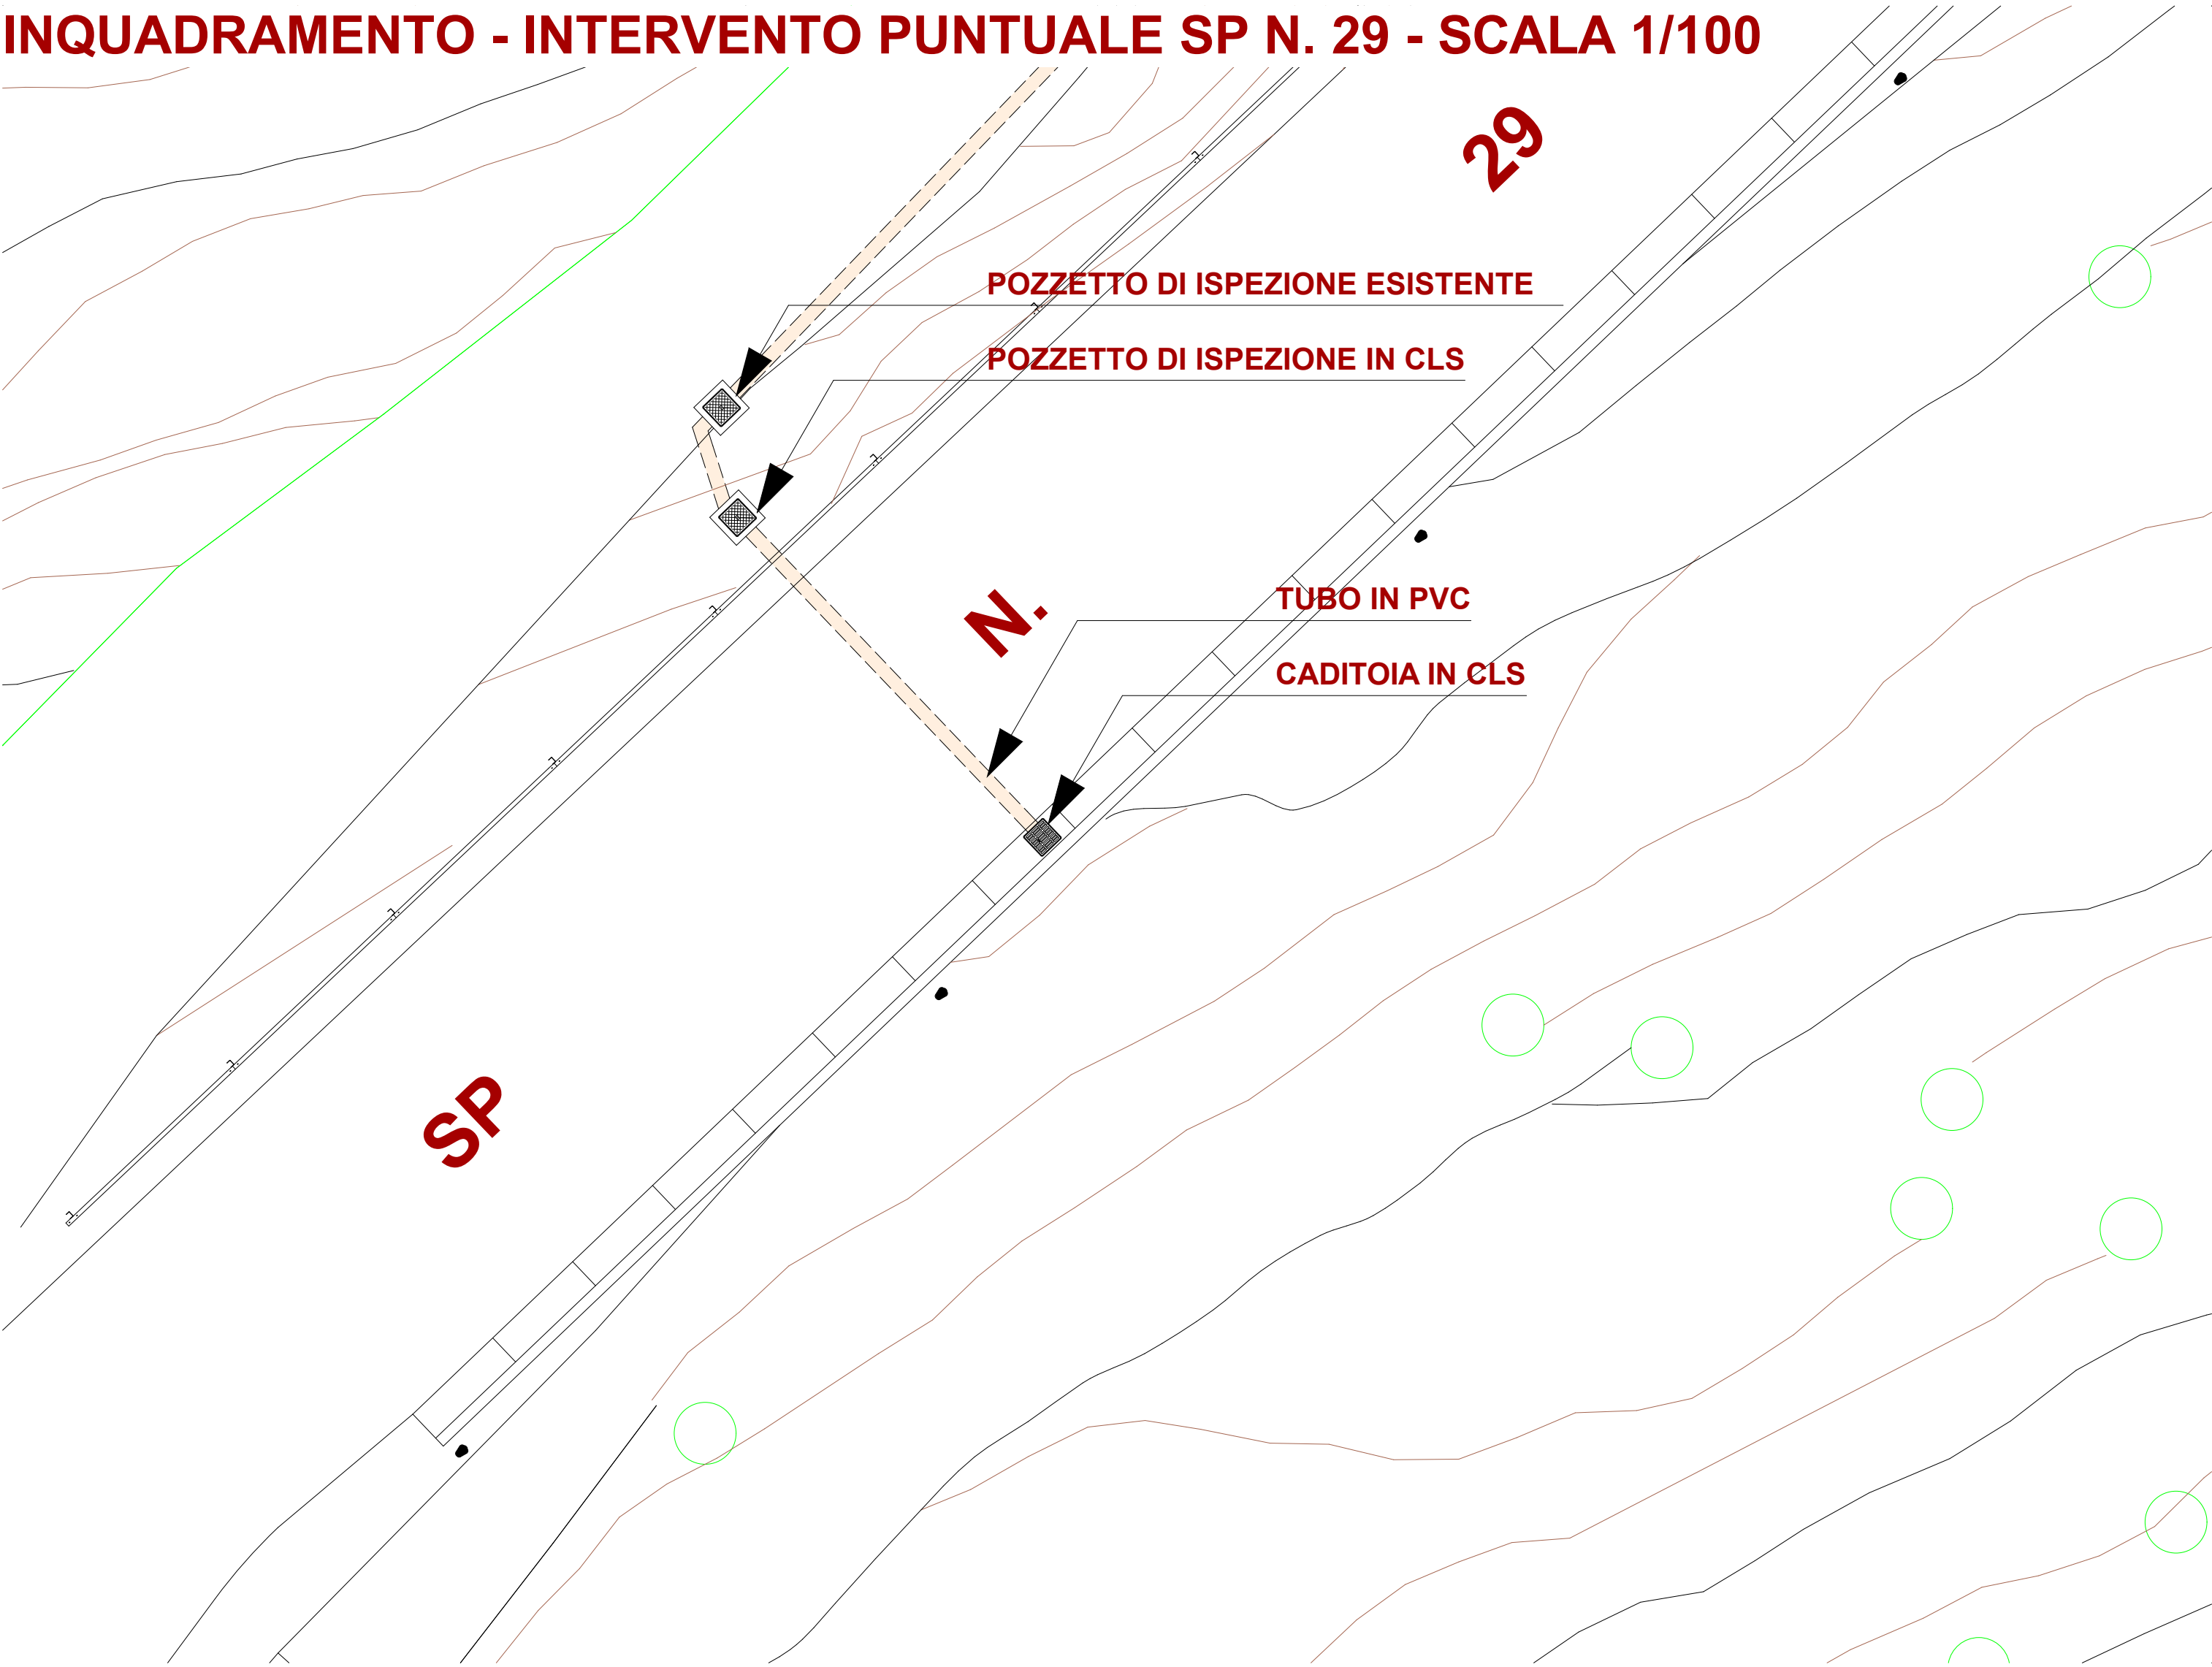 INQUADRAMENTO - INTERVENTO PUNTUALE SP N. 29 - SCALA 1/100
29
POZZETTO DI ISPEZIONE ESISTENTE
POZZETTO DI ISPEZIONE IN CLS
N.
TUBO IN PVC
CADITOIA IN CLS
SP